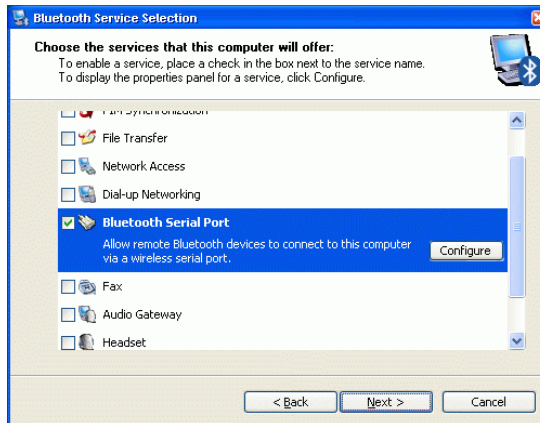 Bluetooth Service Selection
Choose the services that this computer will offer:
To enable a service, place a check in the box next to the service name.
To display the properties panel for a service, click Configure.
PIM Synchronization
File Transfer
Network Access
Dial-up Networking
Bluetooth Serial Port
Allow remote Bluetooth devices to connect to this computer
via a wireless serial port.
Configure
Fax
Audio Gateway
Headset
< Back
Next >
Cancel